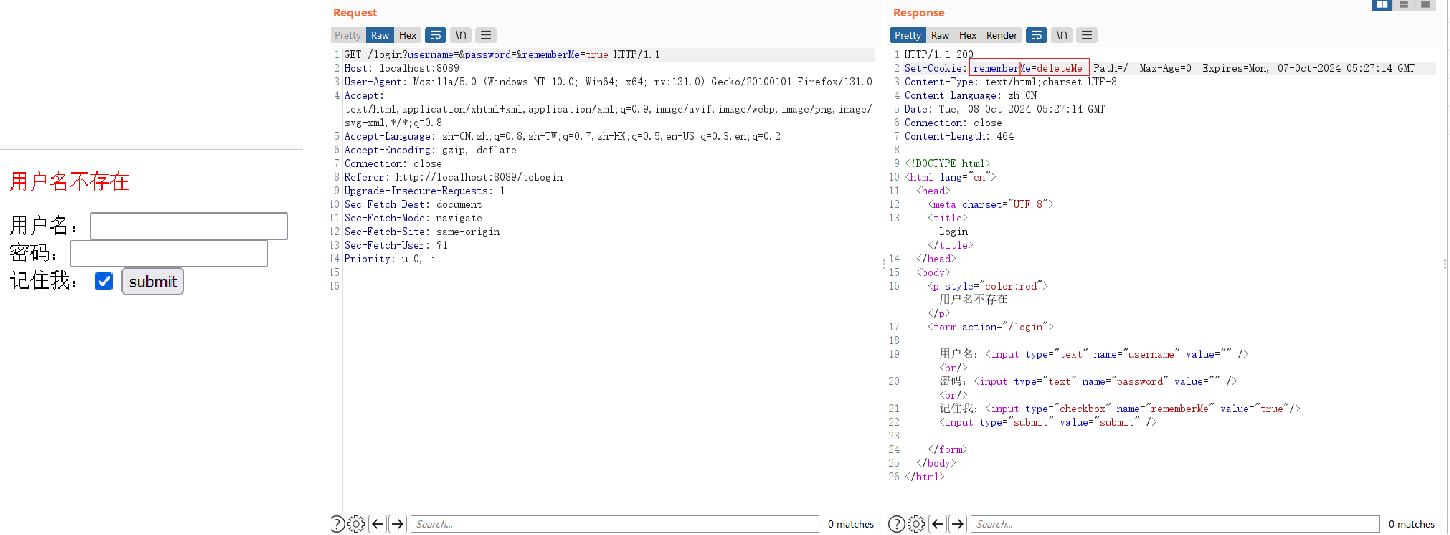 用户名不存在
用户名：
密码：
记住我： submit
Request
Pretty Raw Hex \n
1 GET /login?username=&password=&rememberMe=true HTTP/1.1
2 Host: localhost:8089
3 User-Agent: Mozilla/5.0 (Windows NT 10.0; Win64; x64; rv:131.0) Gecko/20100101 Firefox/131.0
4 Accept:
text/html,application/xhtml+xml,application/xml;q=0.9,image/avif,image/webp,image/png,image/
svg+xml,*/*;q=0.8
5 Accept-Language: zh-CN,zh;q=0.8,zh-TW;q=0.7,zh-HK;q=0.5,en-US;q=0.3,en;q=0.2
6 Accept-Encoding: gzip, deflate
7 Connection: close
8 Referer: http://localhost:8089/toLogin
9 Upgrade-Insecure-Requests: 1
10 Sec-Fetch-Dest: document
11 Sec-Fetch-Mode: navigate
12 Sec-Fetch-Site: same-origin
13 Sec-Fetch-User: ?1
14 Priority: u=0, i
15
16
Search...
0 matches
Response
Pretty Raw Hex Render \n
1 HTTP/1.1 200
2 Set-Cookie: rememberMe=deleteMe; Path=/; Max-Age=0; Expires=Mon, 07-Oct-2024 05:27:14 GMT
3 Content-Type: text/html;charset=UTF-8
4 Content-Language: zh-CN
5 Date: Tue, 08 Oct 2024 05:27:14 GMT
6 Connection: close
7 Content-Length: 464
8
9 <!DOCTYPE html>
10 <html lang="en">
11 <head>
12 <meta charset="UTF-8">
13 <title>
login
</title>
14 </head>
15 <body>
16 <p style="color:red">
用户名不存在
</p>
17 <form action="/login">
18
19 用户名：<input type="text" name="username" value="" />
<br/>
20 密码：<input type="text" name="password" value="" />
<br/>
21 记住我：<input type="checkbox" name="rememberMe" value="true"/>
22 <input type="submit" value="submit" />
23
24 </form>
25 </body>
26 </html>
Search...
0 matches